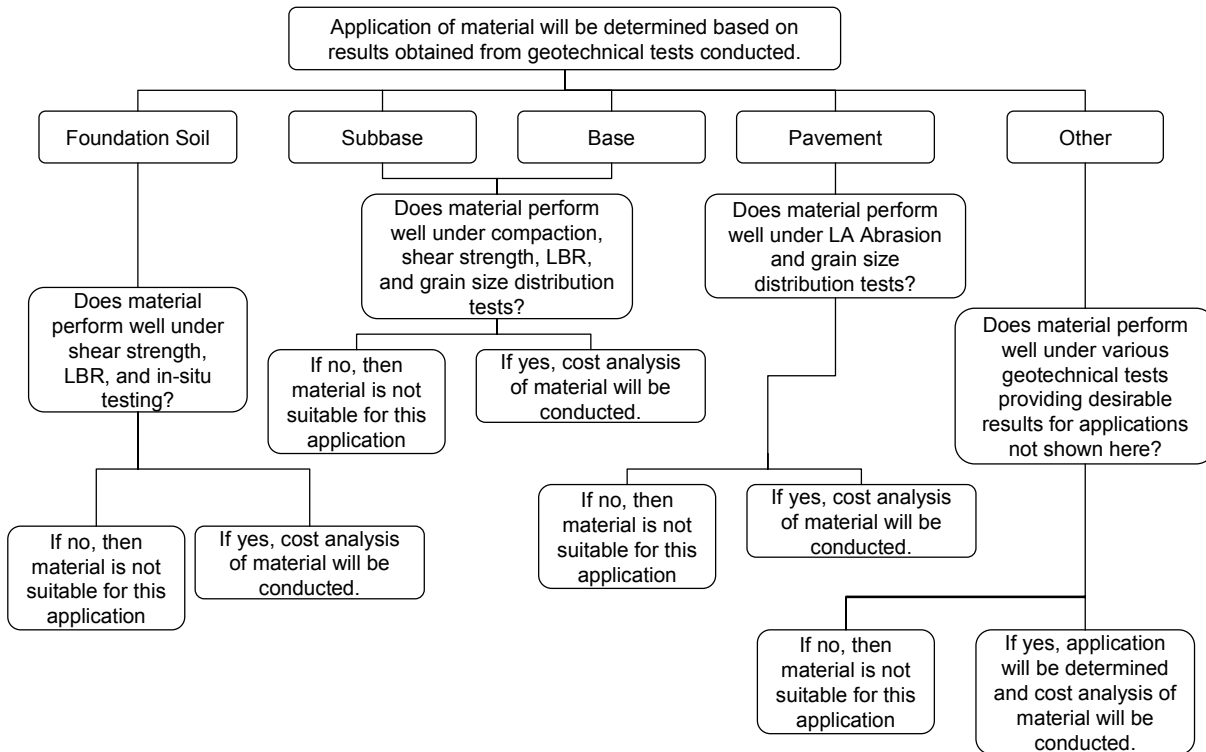 Application of material will be determined based on
results obtained from geotechnical tests conducted.
Foundation Soil
Subbase
Base
Pavement
Other
Does material perform
well under compaction,
shear strength, LBR,
and grain size distribution
tests?
Does material perform
well under LA Abrasion
and grain size
distribution tests?
Does material
perform well under
shear strength,
LBR, and in-situ
testing?
Does material perform
well under various
geotechnical tests
providing desirable
results for applications
not shown here?
If no, then
material is not
suitable for this
application
If yes, cost analysis
of material will be
conducted.
If no, then
material is not
suitable for this
application
If yes, cost analysis
of material will be
conducted.
If no, then
material is not
suitable for this
application
If yes, cost analysis
of material will be
conducted.
If no, then
material is not
suitable for this
application
If yes, application
will be determined
and cost analysis of
material will be
conducted.